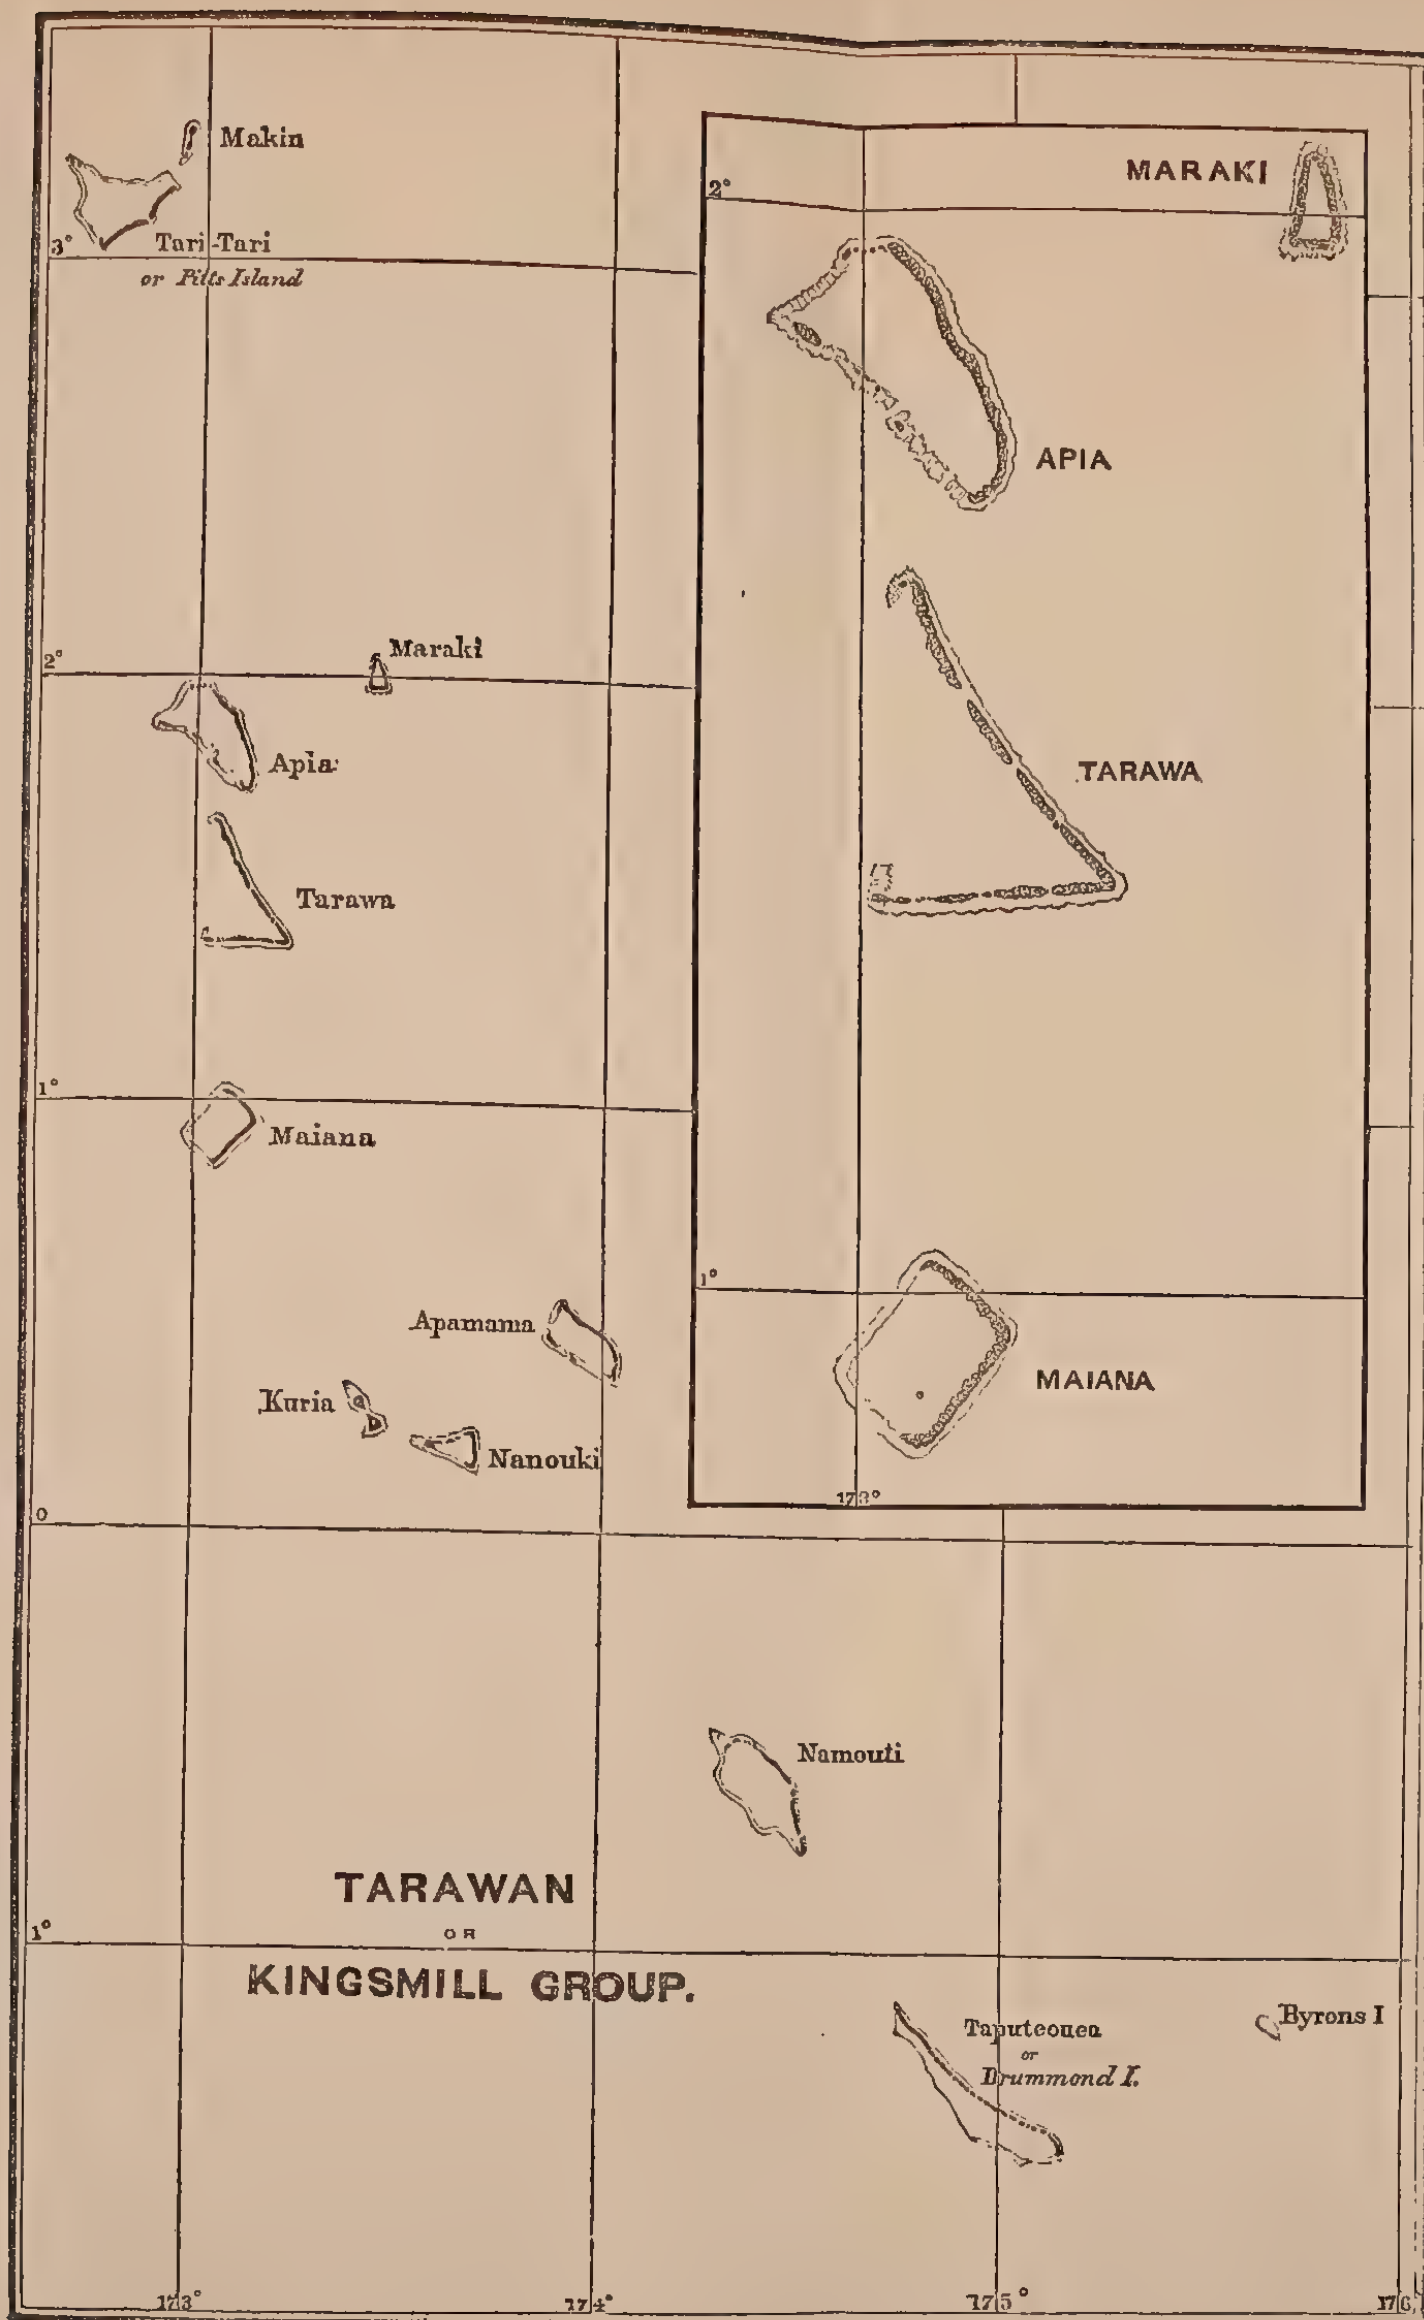 Makin
3°
Tari-Tari
or Pitts Island
MARAKI
2°
APIA
TARAWA
1°
MAIANA
173°
2°
Maraki
Apia
Tarawa
1°
Maiana
Apamama
Kuria
Nanouki
0
Namouti
TARAWAN
OR
KINGSMILL GROUP.
1°
Taputeouea
or
Drummond I.
Byrons I
173°
174°
175°
176